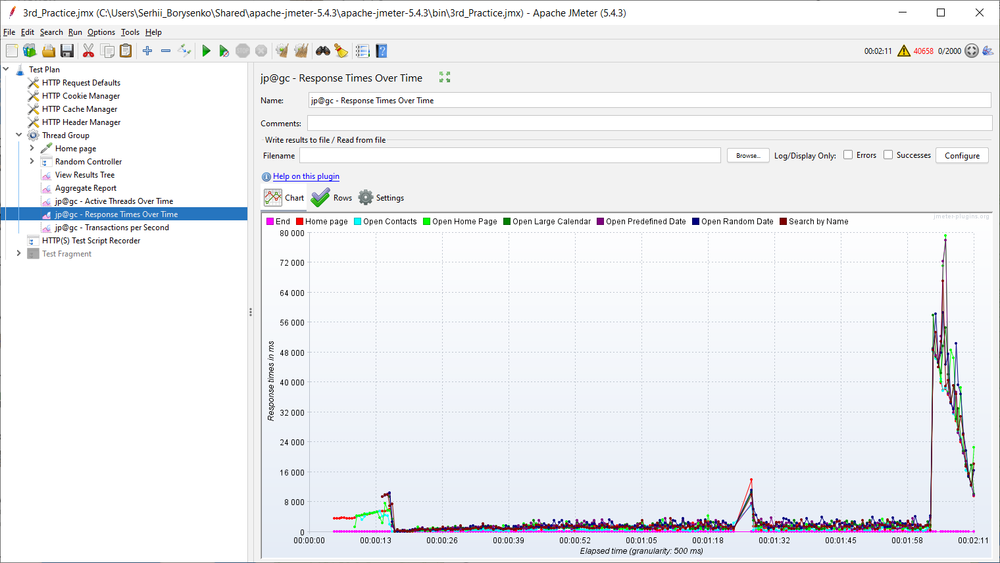 3rd_Practice.jmx (C:\Users\Serhii_Borysenko\Shared\apache-jmeter-5.4.3\apache-jmeter-5.4.3\bin\3rd_Practice.jmx) - Apache JMeter (5.4.3)
File Edit Search Run Options Tools Help
STOP 00:02:11 40658 0/2000
Test Plan
HTTP Request Defaults
HTTP Cookie Manager
HTTP Cache Manager
HTTP Header Manager
Thread Group
Home page
Random Controller
View Results Tree
Aggregate Report
jp@gc - Active Threads Over Time
jp@gc - Response Times Over Time
jp@gc - Transactions per Second
HTTP(S) Test Script Recorder
Test Fragment
jp@gc - Response Times Over Time
Name: jp@gc - Response Times Over Time
Comments:
Write results to file / Read from file
Filename Browse... Log/Display Only: Errors Successes Configure
Help on this plugin
Chart Rows Settings
jmeter-plugins.org
End Home page Open Contacts Open Home Page Open Large Calendar Open Predefined Date Open Random Date Search by Name
80 000
72 000
64 000
56 000
48 000
40 000
32 000
24 000
16 000
8 000
0
Response times in ms
00:00:00 00:00:13 00:00:26 00:00:39 00:00:52 00:01:05 00:01:18 00:01:32 00:01:45 00:01:58 00:02:11
Elapsed time (granularity: 500 ms)